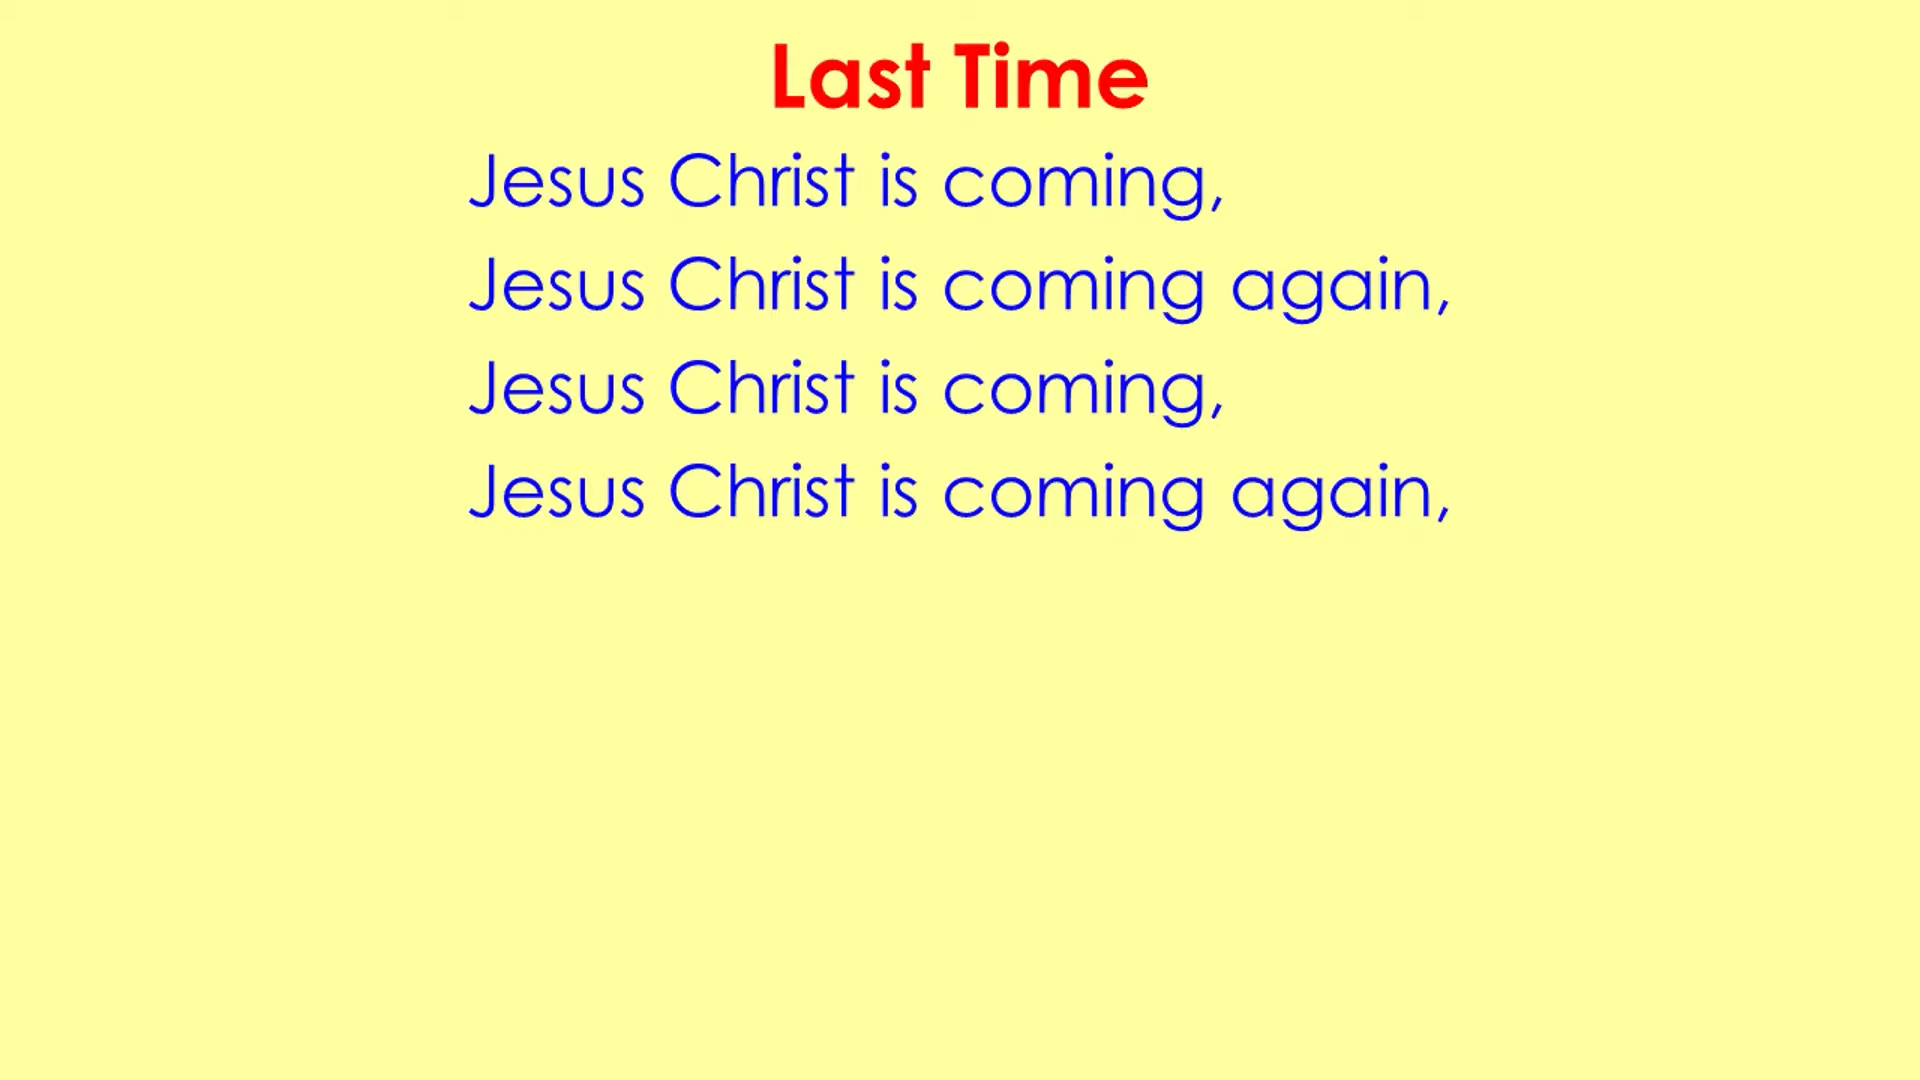 Last Time
Jesus Christ is coming,
Jesus Christ is coming again,
Jesus Christ is coming,
Jesus Christ is coming again,